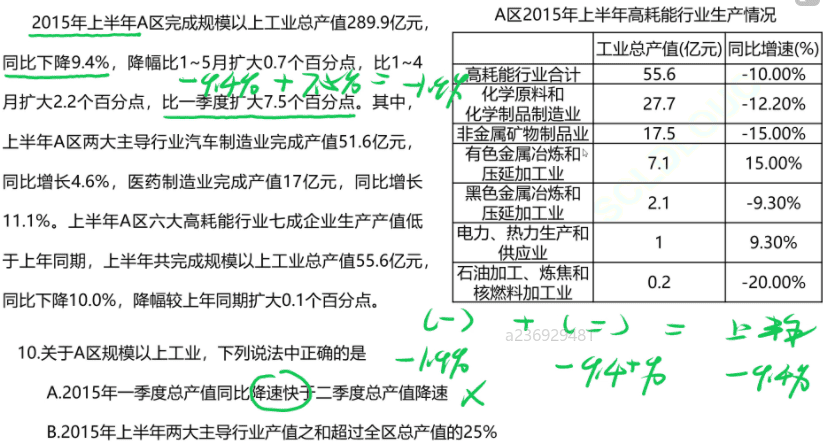 2015年上半年A区完成规模以上工业总产值289.9亿元，
同比下降9.4%，降幅比1~5月扩大0.7个百分点，比1~4
-9.4% + 7.5% = -1.9%
月扩大2.2个百分点，比一季度扩大7.5个百分点。其中，
上半年A区两大主导行业汽车制造业完成产值51.6亿元，
同比增长4.6%，医药制造业完成产值17亿元，同比增长
11.1%。上半年A区六大高耗能行业七成企业生产产值低
于上年同期，上半年共完成规模以上工业总产值55.6亿元，
同比下降10.0%，降幅较上年同期扩大0.1个百分点。
A区2015年上半年高耗能行业生产情况
工业总产值(亿元) 同比增速(%)
高耗能行业合计 55.6 -10.00%
化学原料和
化学制品制造业 27.7 -12.20%
非金属矿物制品业 17.5 -15.00%
有色金属冶炼和
压延加工业 7.1 15.00%
黑色金属冶炼和
压延加工业 2.1 -9.30%
电力、热力生产和
供应业 1 9.30%
石油加工、炼焦和
核燃料加工业 0.2 -20.00%
(一) + (二) = 上半年
a236929481
-1.9% -9.4+% -9.4%
10.关于A区规模以上工业，下列说法中正确的是
A.2015年一季度总产值同比降速快于二季度总产值降速 ×
B.2015年上半年两大主导行业产值之和超过全区总产值的25%